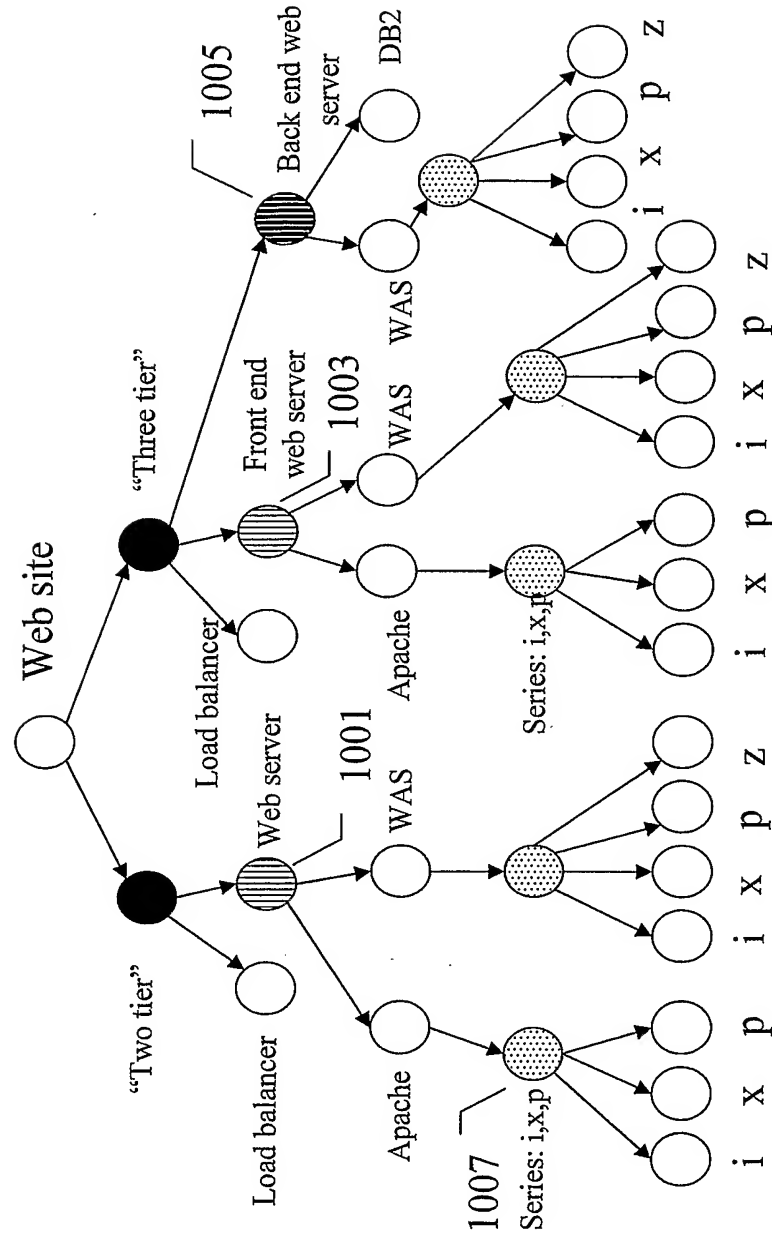 Web site
“Two tier”
“Three tier”
Load balancer
Web server
1001
Load balancer
Front end
web server
1003
1005
Back end web
server
Apache
WAS
Apache
WAS
WAS
DB2
1007
Series: i,x,p
Series: i,x,p
i x p
i x p z
i x p
i x p z
i x p z